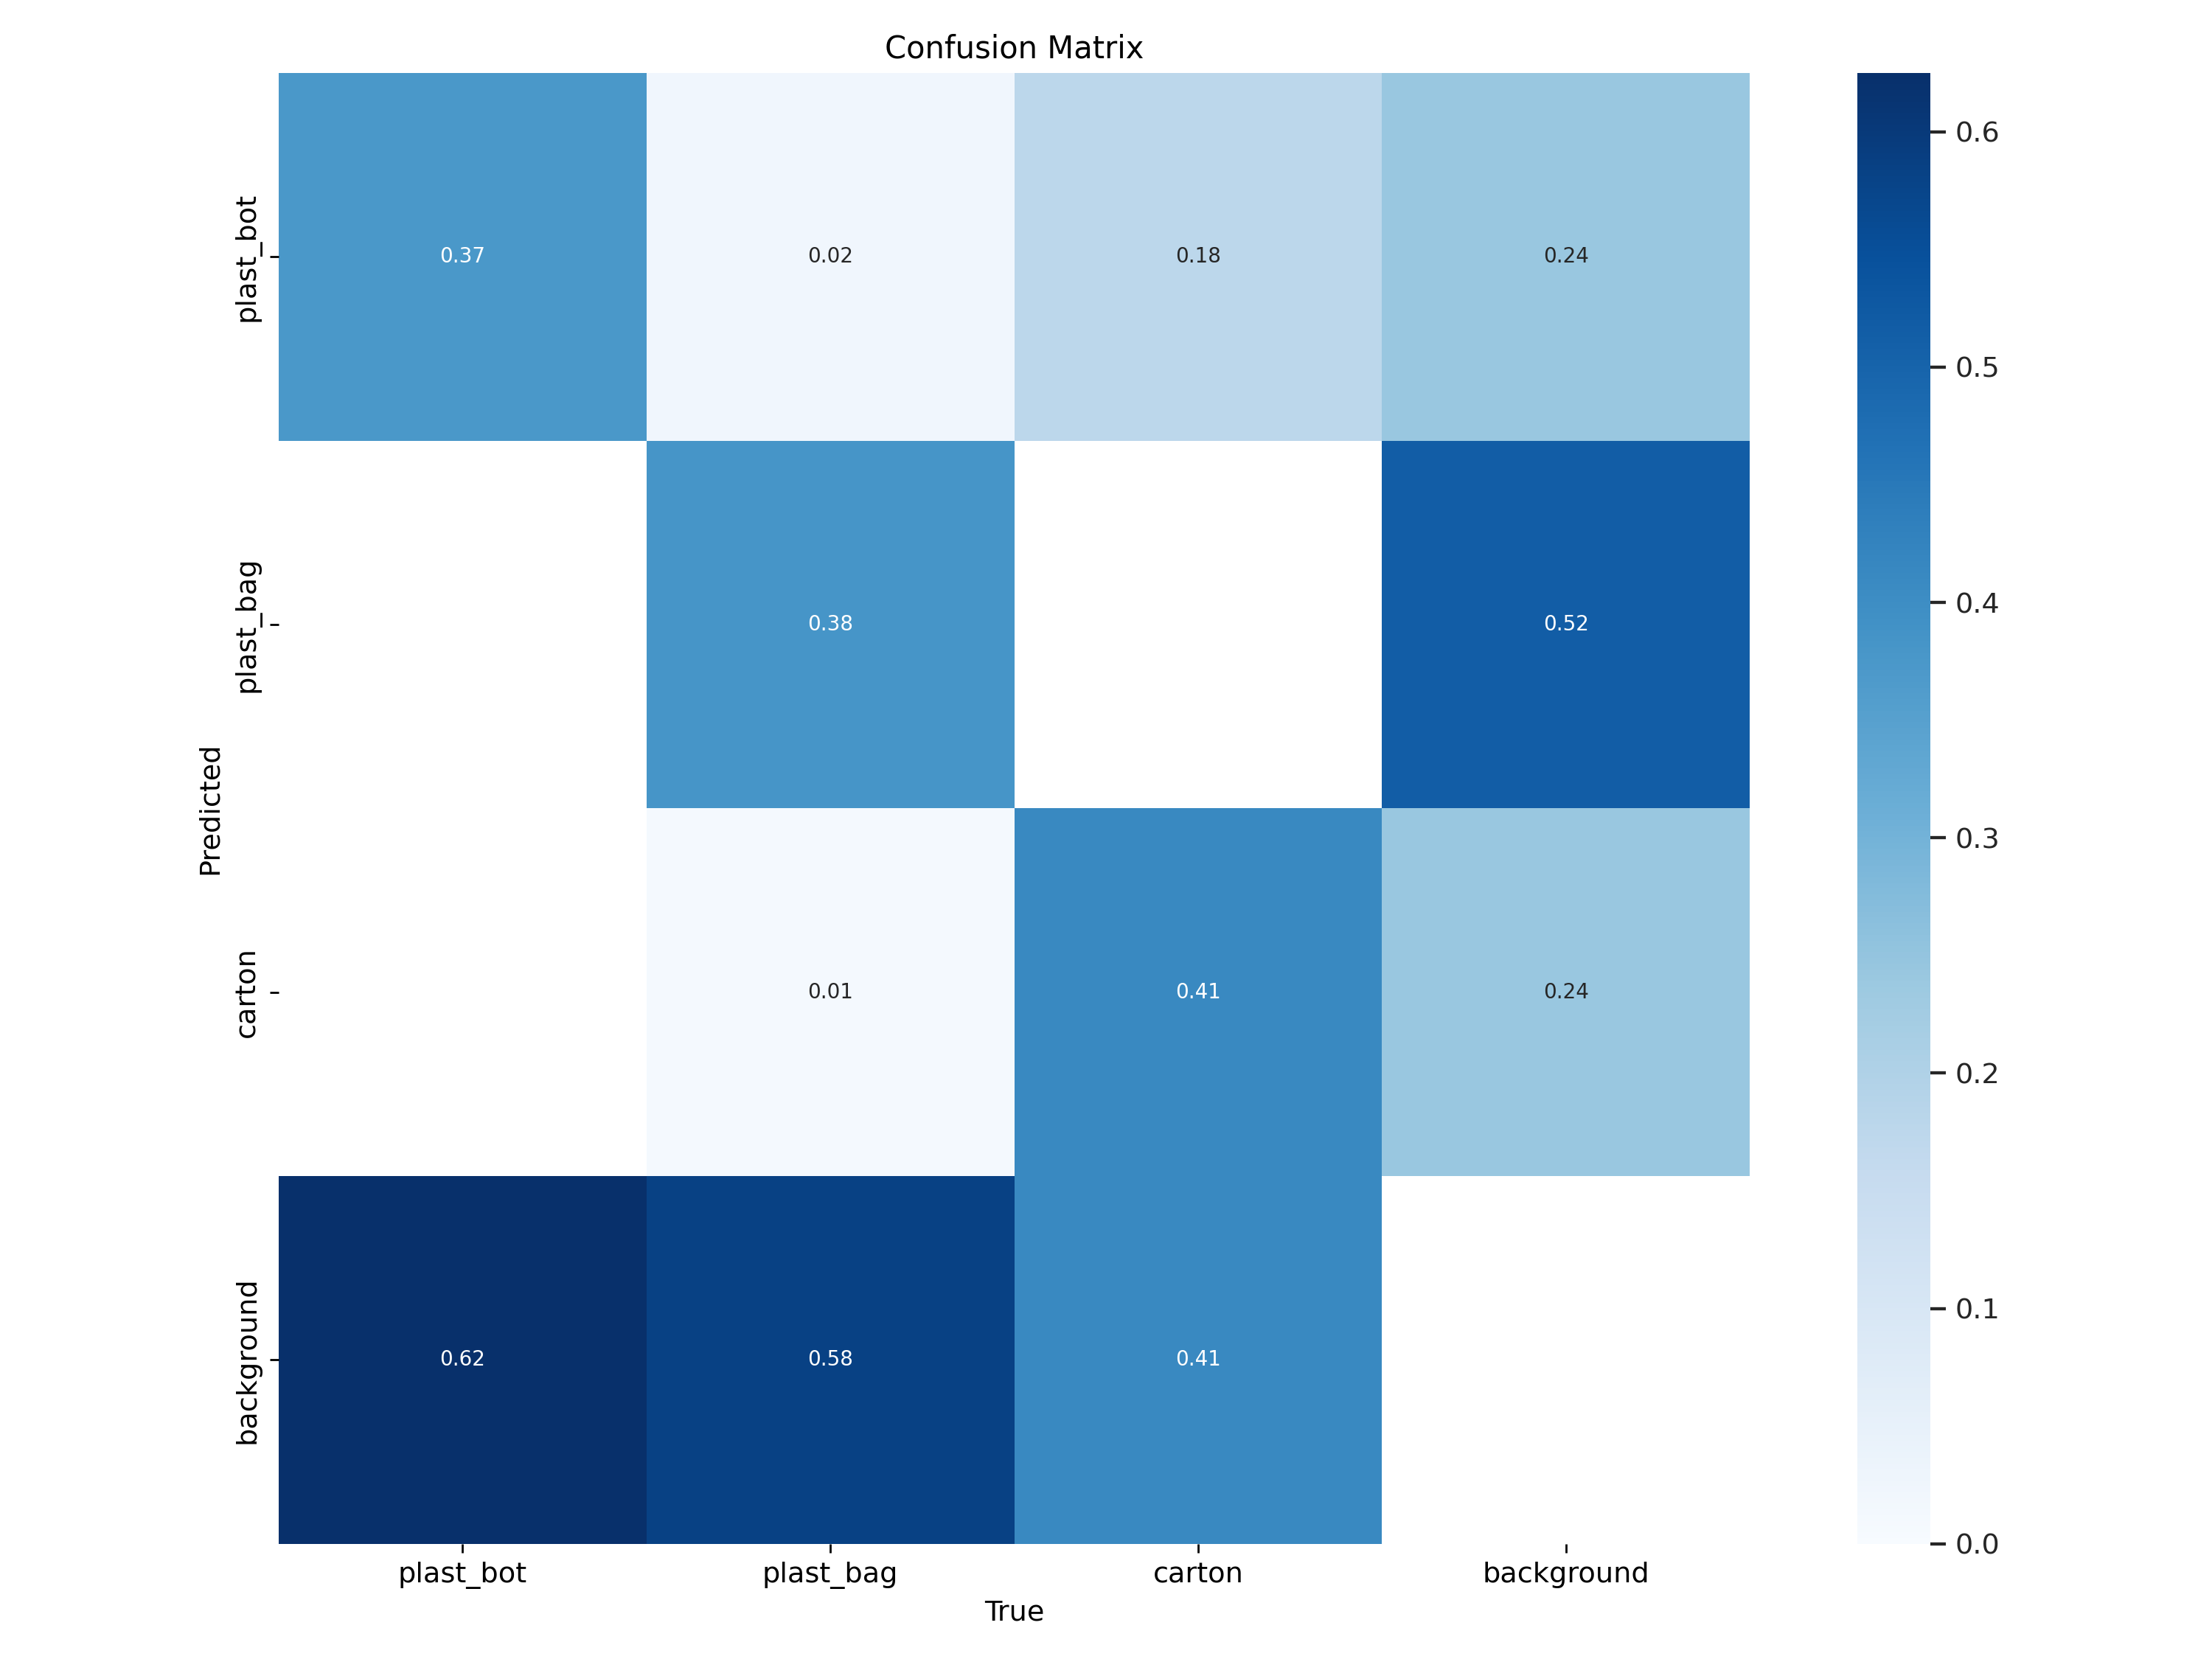 Confusion Matrix
plast_bot
0.37
0.02
0.18
0.24
plast_bag
0.38
0.52
carton
0.01
0.41
0.24
background
0.62
0.58
0.41
Predicted
plast_bot
plast_bag
carton
background
True
0.6
0.5
0.4
0.3
0.2
0.1
0.0